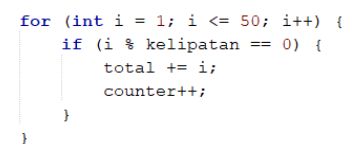 for (int i = 1; i <= 50; i++) {
if (i % kelipatan == 0) {
total += i;
counter++;
}
}